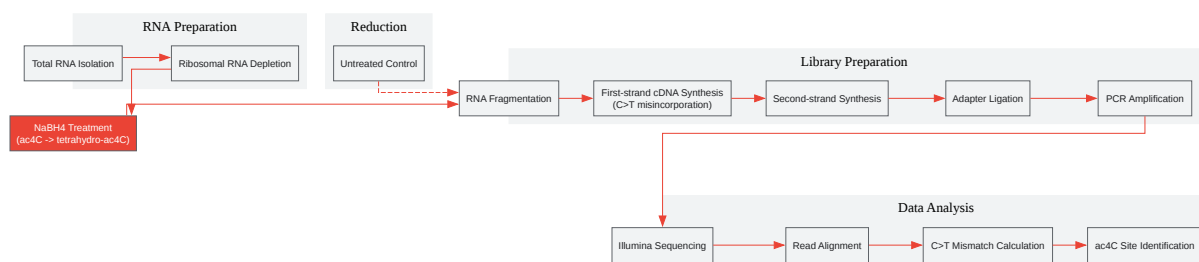 RNA Preparation
Total RNA Isolation
Ribosomal RNA Depletion
Reduction
Untreated Control
NaBH4 Treatment
(ac4C -> tetrahydro-ac4C)
Library Preparation
RNA Fragmentation
First-strand cDNA Synthesis
(C>T misincorporation)
Second-strand Synthesis
Adapter Ligation
PCR Amplification
Data Analysis
Illumina Sequencing
Read Alignment
C>T Mismatch Calculation
ac4C Site Identification